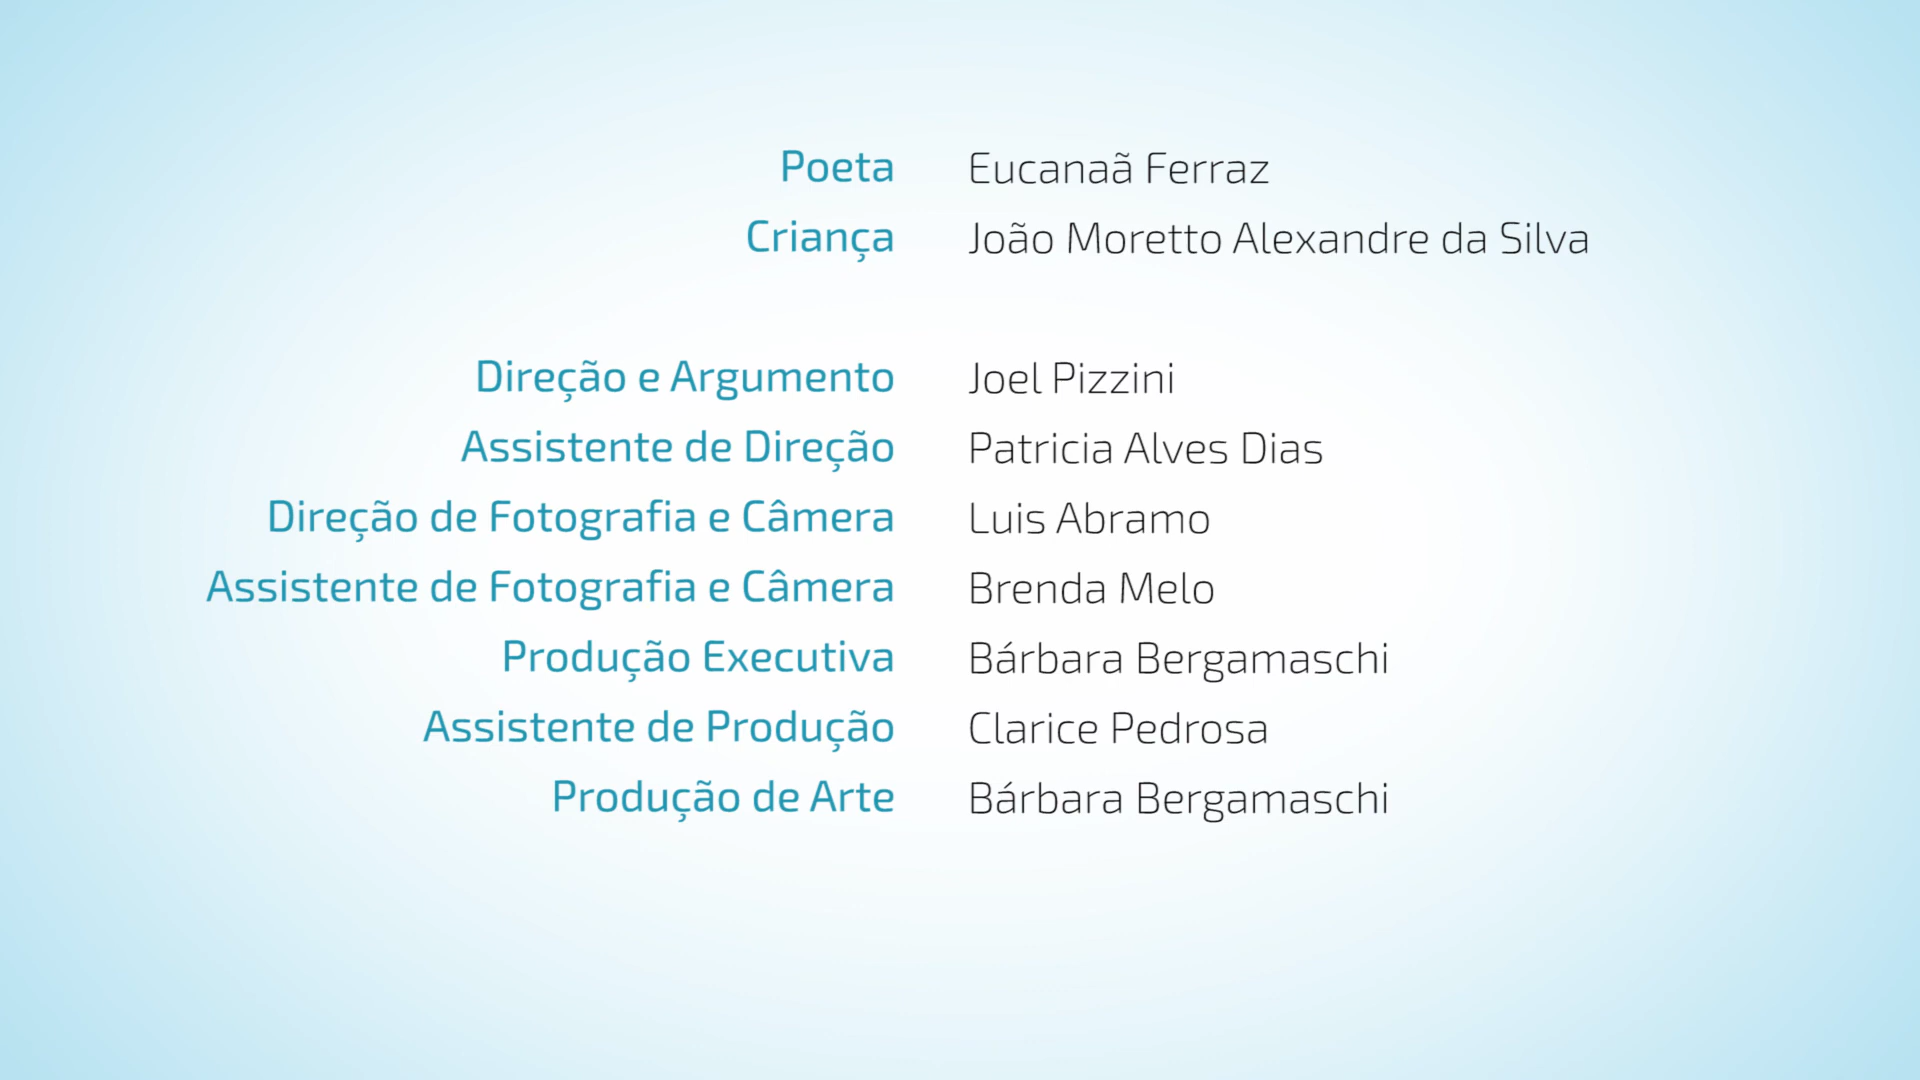 Poeta Eucanaã Ferraz
Criança João Moretto Alexandre da Silva
Direção e Argumento Joel Pizzini
Assistente de Direção Patricia Alves Dias
Direção de Fotografia e Câmera Luis Abramo
Assistente de Fotografia e Câmera Brenda Melo
Produção Executiva Bárbara Bergamaschi
Assistente de Produção Clarice Pedrosa
Produção de Arte Bárbara Bergamaschi